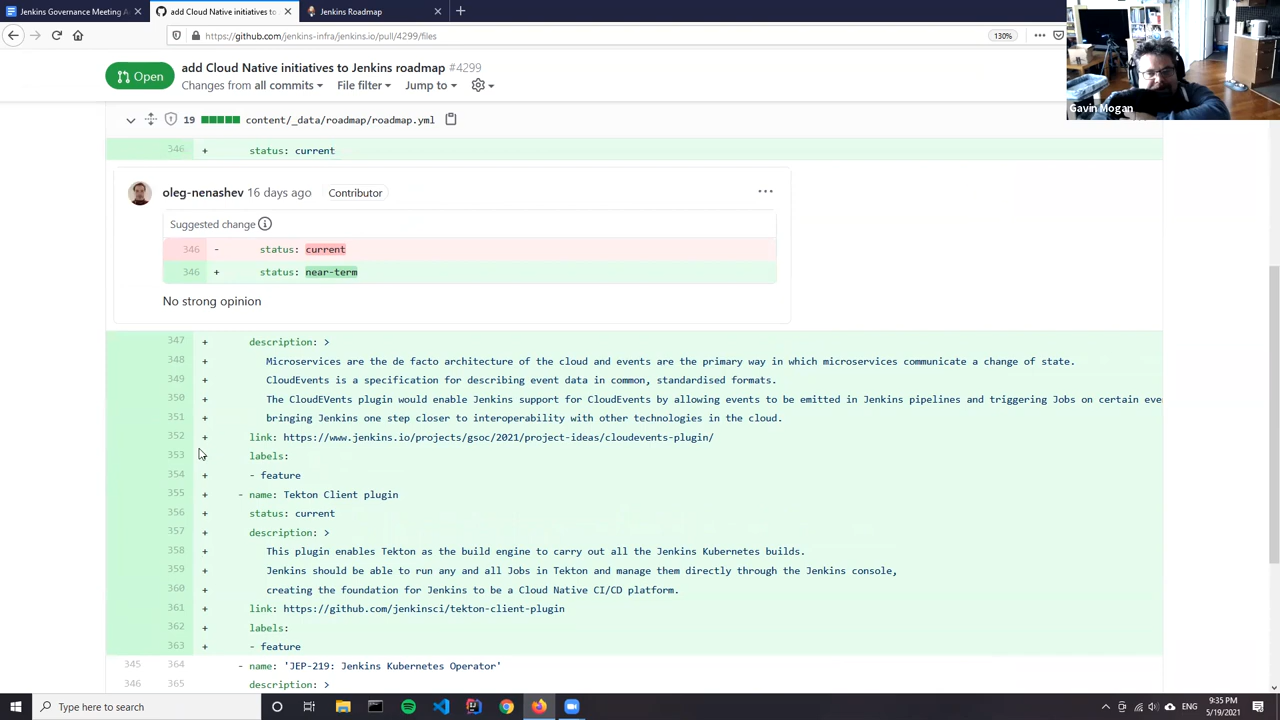 Jenkins Governance Meeting A
add Cloud Native initiatives to
Jenkins Roadmap
https://github.com/jenkins-infra/jenkins.io/pull/4299/files
130%
Open
add Cloud Native initiatives to Jenkins roadmap #4299
Changes from all commits
File filter
Jump to
Gavin Mogan
19
content/_data/roadmap/roadmap.yml
346 + status: current
oleg-nenashev 16 days ago Contributor
Suggested change
346 - status: current
346 + status: near-term
No strong opinion
347 + description: >
348 + Microservices are the de facto architecture of the cloud and events are the primary way in which microservices communicate a change of state.
349 + CloudEvents is a specification for describing event data in common, standardised formats.
350 + The CloudEVents plugin would enable Jenkins support for CloudEvents by allowing events to be emitted in Jenkins pipelines and triggering Jobs on certain eve
351 + bringing Jenkins one step closer to interoperability with other technologies in the cloud.
352 + link: https://www.jenkins.io/projects/gsoc/2021/project-ideas/cloudevents-plugin/
353 + labels:
354 + - feature
355 + - name: Tekton Client plugin
356 + status: current
357 + description: >
358 + This plugin enables Tekton as the build engine to carry out all the Jenkins Kubernetes builds.
359 + Jenkins should be able to run any and all Jobs in Tekton and manage them directly through the Jenkins console,
360 + creating the foundation for Jenkins to be a Cloud Native CI/CD platform.
361 + link: https://github.com/jenkinsci/tekton-client-plugin
362 + labels:
363 + - feature
345 364 - name: 'JEP-219: Jenkins Kubernetes Operator'
346 365 description: >
Type here to search
ENG
9:35 PM
5/19/2021